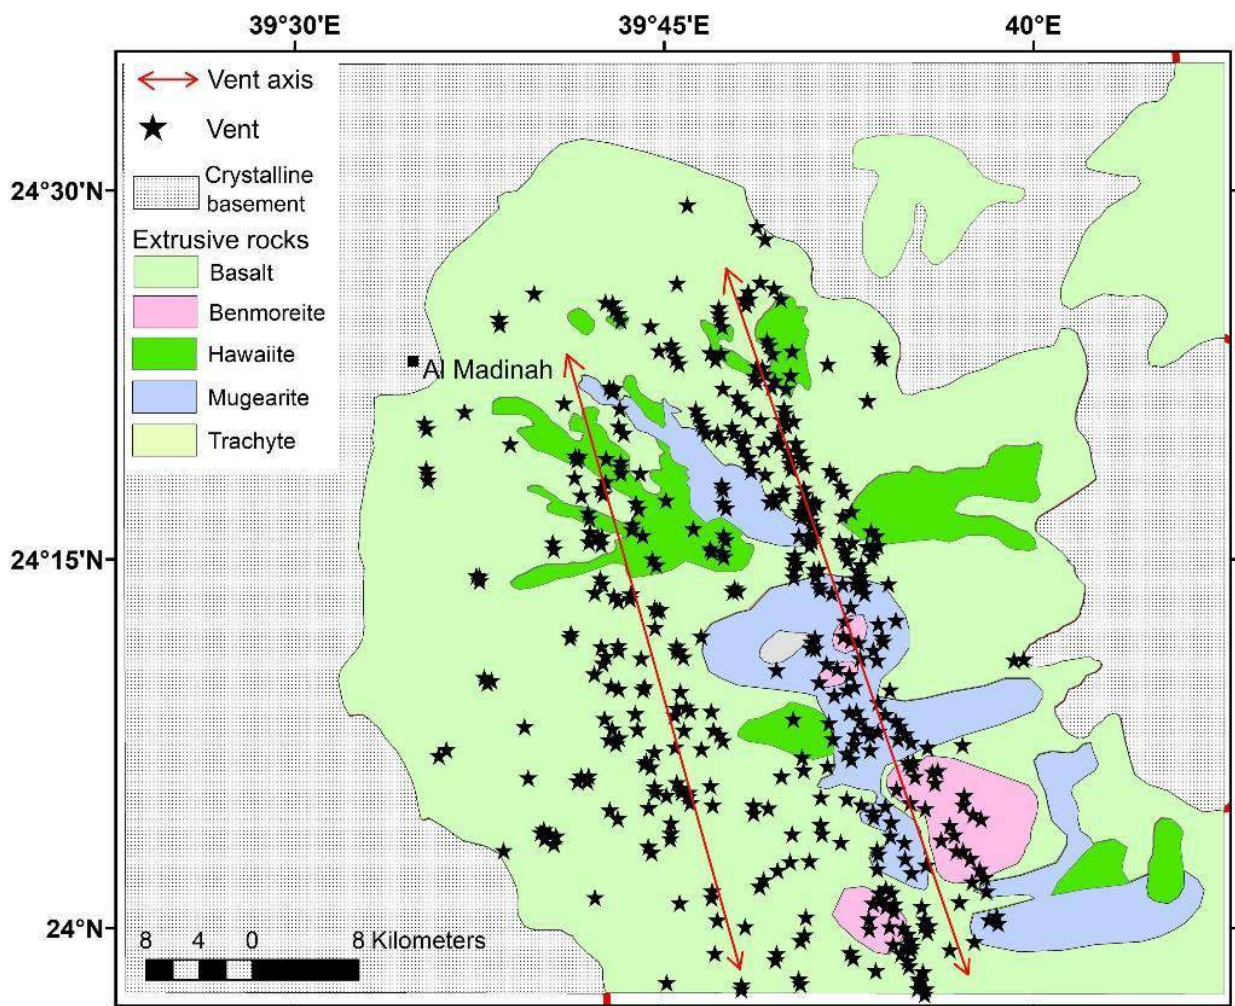 39°30'E 39°45'E 40°E
Vent axis
Vent
Crystalline
basement
Extrusive rocks
Basalt
Benmoreite
Hawaiite
Mugearite
Trachyte
24°30'N
Al Madinah
24°15'N
24°N
8 4 0 8 Kilometers